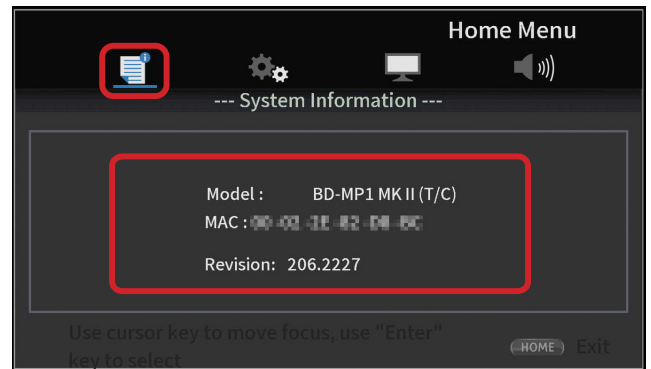 Home Menu
--- System Information ---
Model : BD-MP1 MK II (T/C)
MAC :
Revision: 206.2227
Use cursor key to move focus, use "Enter"
key to select
HOME Exit